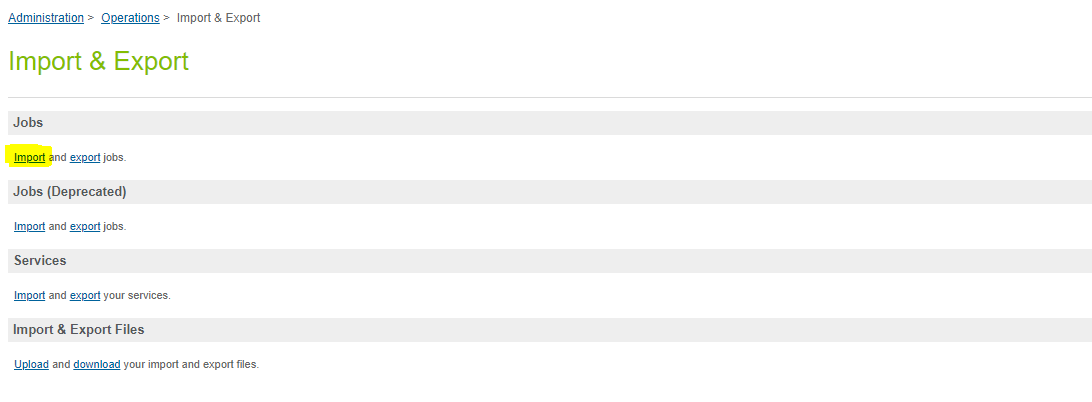 Administration > Operations > Import & Export
Import & Export
Jobs
Import and export jobs.
Jobs (Deprecated)
Import and export jobs.
Services
Import and export your services.
Import & Export Files
Upload and download your import and export files.